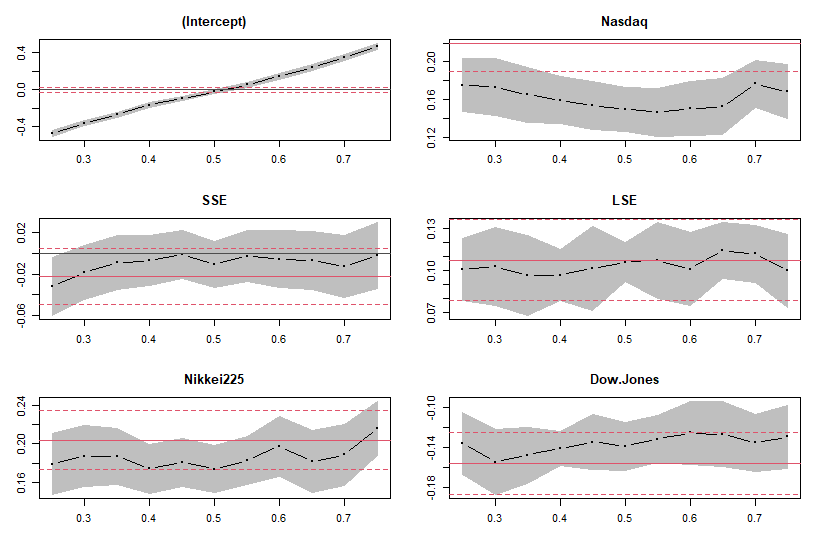 (Intercept)
0.4
0.0
-0.4
0.3 0.4 0.5 0.6 0.7
Nasdaq
0.20
0.16
0.12
0.3 0.4 0.5 0.6 0.7
SSE
0.02
-0.02
-0.06
0.3 0.4 0.5 0.6 0.7
LSE
0.13
0.10
0.07
0.3 0.4 0.5 0.6 0.7
Nikkei225
0.24
0.20
0.16
0.3 0.4 0.5 0.6 0.7
Dow.Jones
-0.10
-0.14
-0.18
0.3 0.4 0.5 0.6 0.7